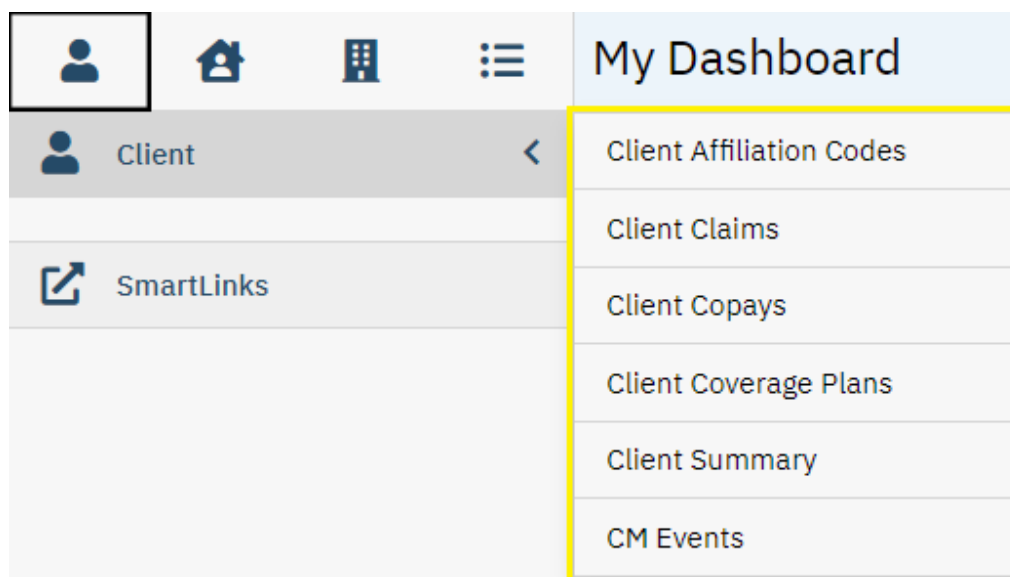 My Dashboard
Client
SmartLinks
Client Affiliation Codes
Client Claims
Client Copays
Client Coverage Plans
Client Summary
CM Events